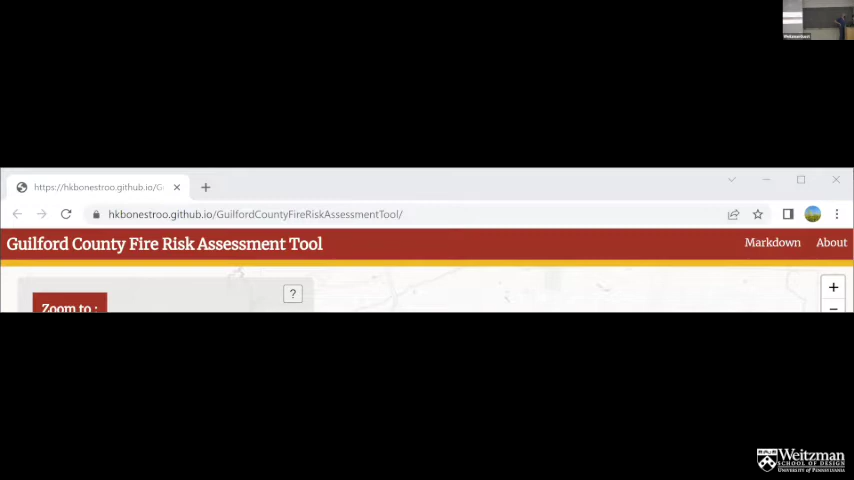 WeitzmanSouth
https://hkbonestroo.github.io/G
hkbonestroo.github.io/GuilfordCountyFireRiskAssessmentTool/
Guilford County Fire Risk Assessment Tool
Markdown
About
Zoom to :
?
+
−
Weitzman
SCHOOL OF DESIGN
UNIVERSITY OF PENNSYLVANIA